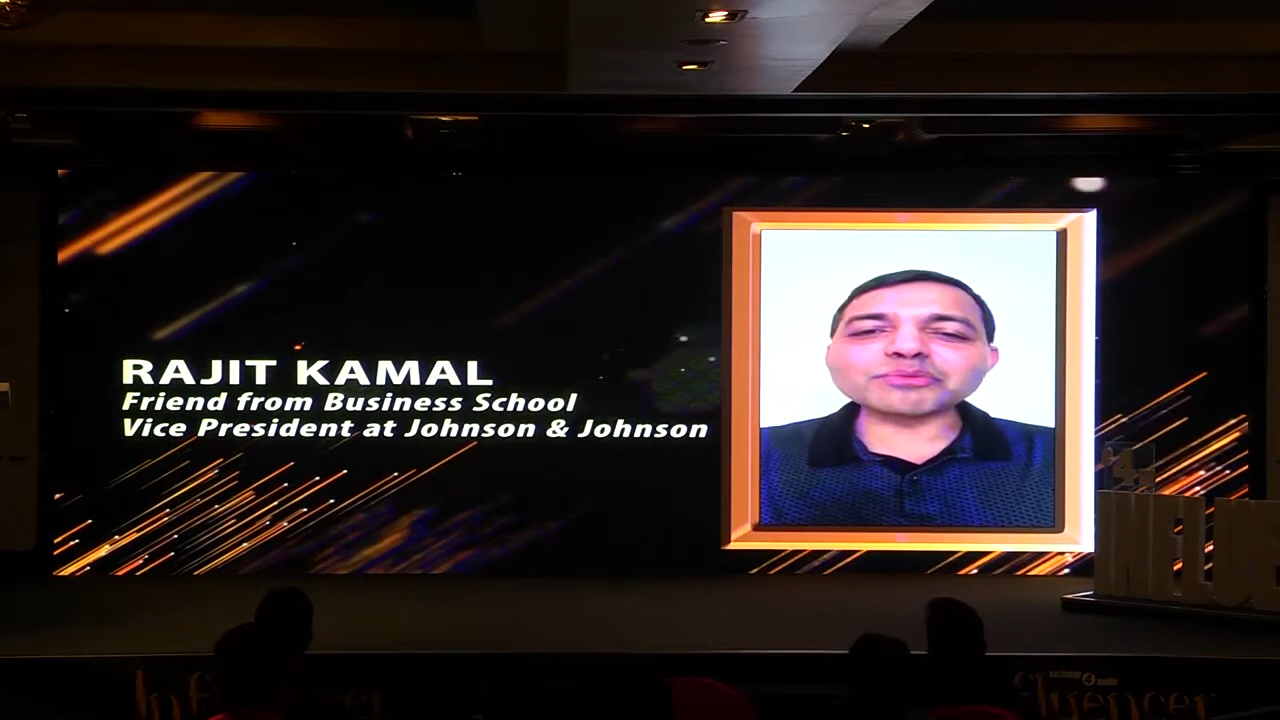 RAJIT KAMAL
Friend from Business School
Vice President at Johnson & Johnson